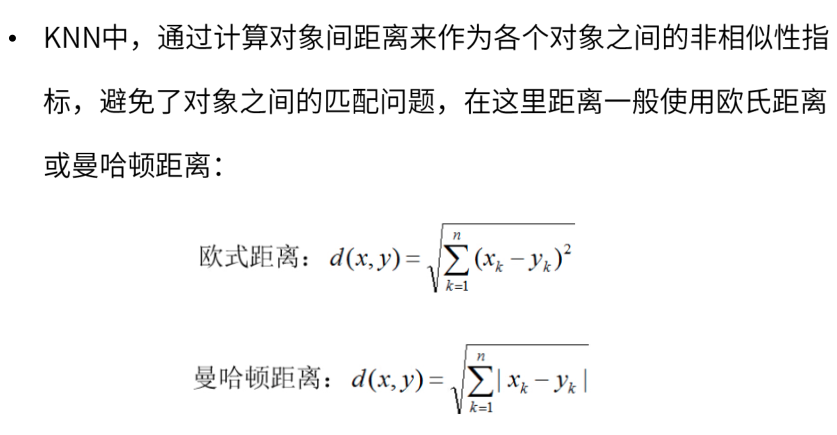 • KNN中，通过计算对象间距离来作为各个对象之间的非相似性指
标，避免了对象之间的匹配问题，在这里距离一般使用欧氏距离
或曼哈顿距离：
欧式距离：d(x,y)=√(∑_{k=1}^{n}(x_k−y_k)²)
曼哈顿距离：d(x,y)=√(∑_{k=1}^{n}|x_k−y_k|)